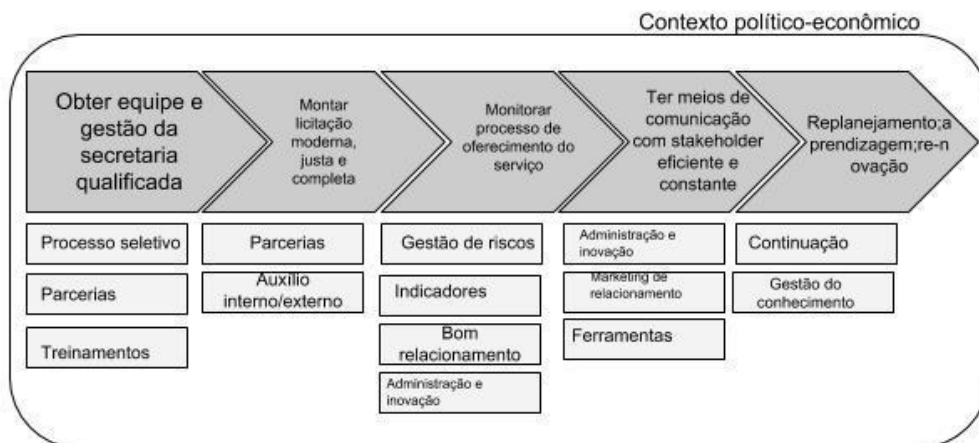 Contexto político-econômico
Obter equipe e
gestão da
secretaria
qualificada
Montar
licitação
moderna,
justa e
completa
Monitorar
processo de
oferecimento do
serviço
Ter meios de
comunicação
com stakeholder
eficiente e
constante
Replanejamento;a
prendizagem;re-n
ovação
Processo seletivo
Parcerias
Treinamentos
Parcerias
Auxílio
interno/externo
Gestão de riscos
Indicadores
Bom
relacionamento
Administração e
inovação
Administração e
inovação
Marketing de
relacionamento
Ferramentas
Continuação
Gestão do
conhecimento